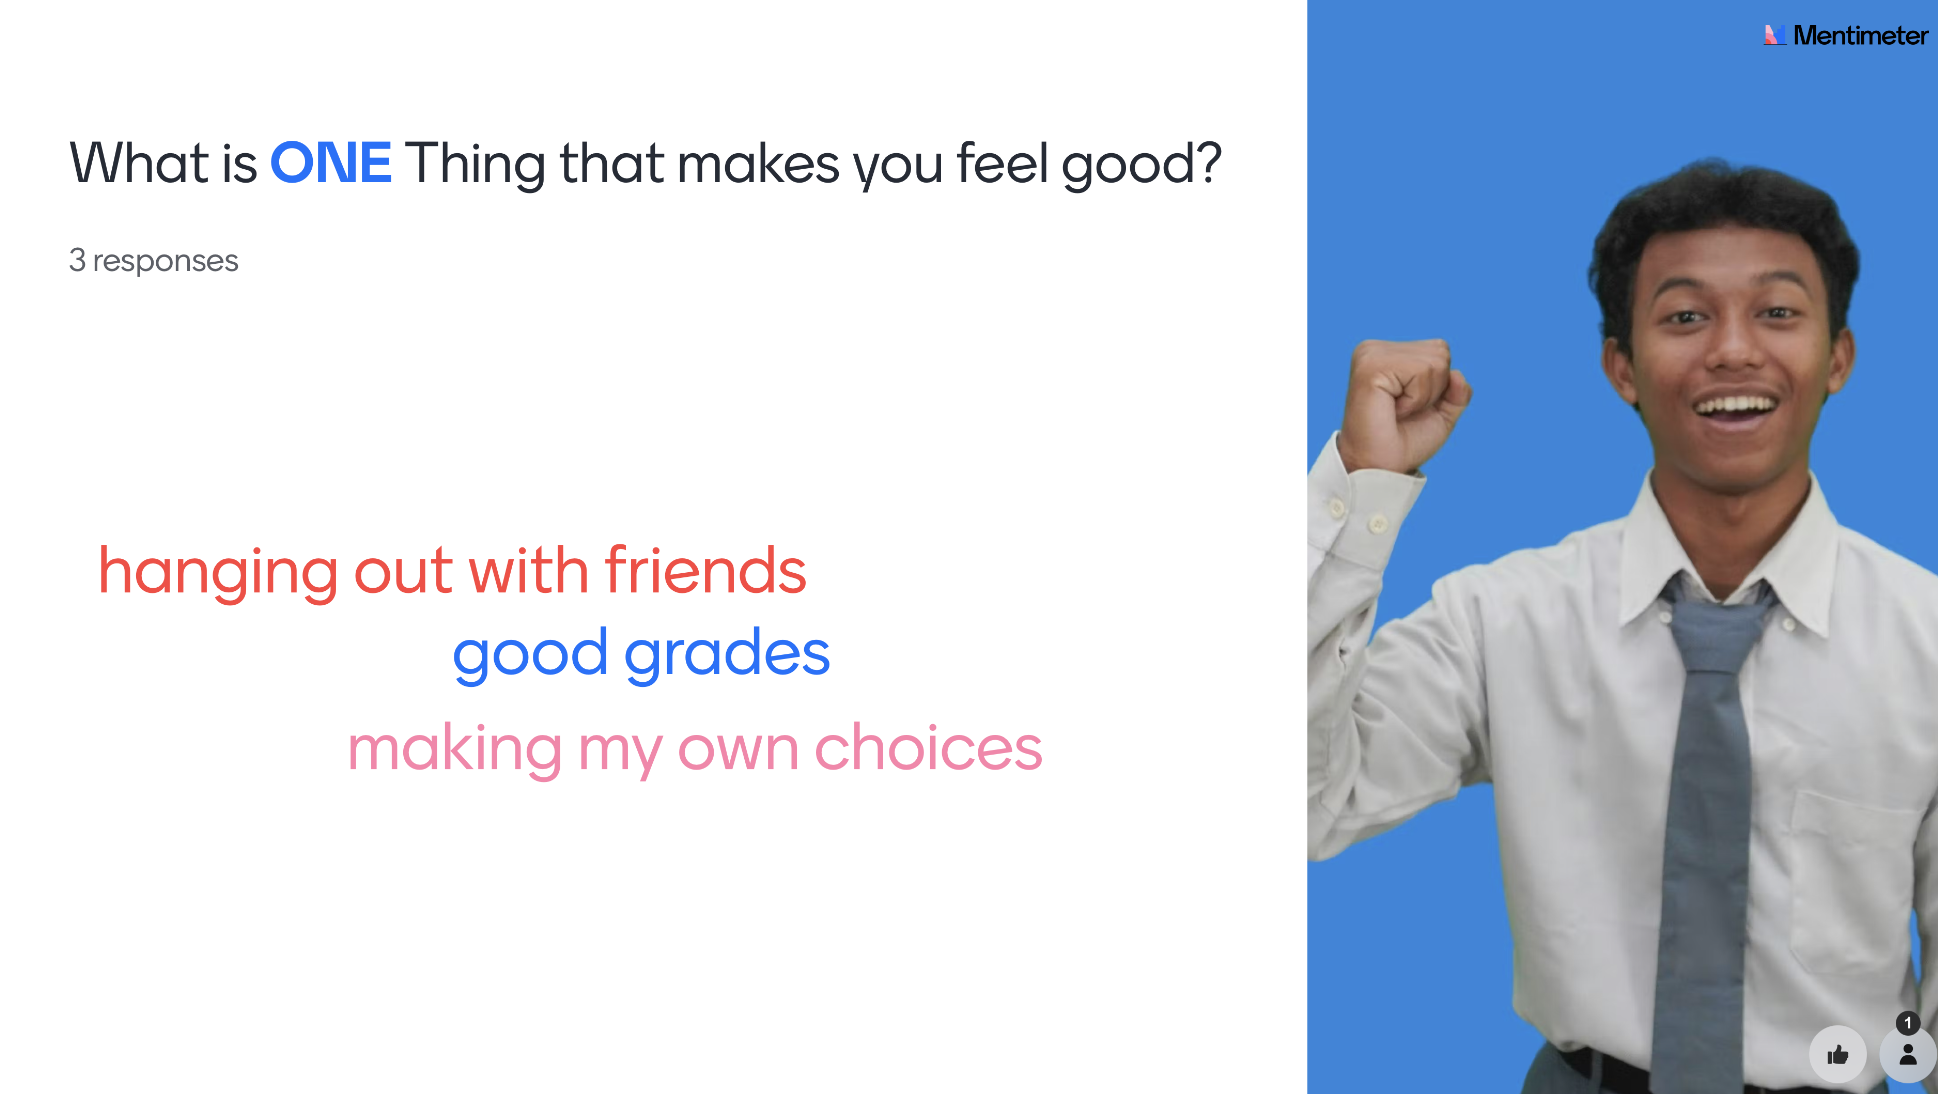 Mentimeter
What is ONE Thing that makes you feel good?
3 responses
hanging out with friends
good grades
making my own choices
1